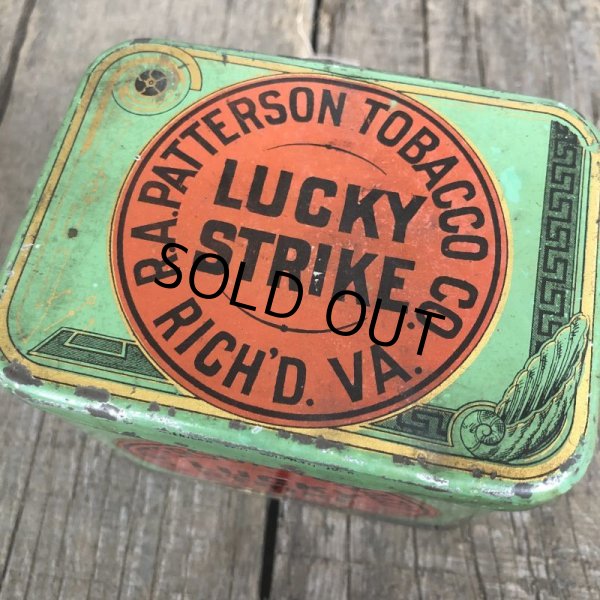 R.A. PATTERSON TOBACCO CO.
LUCKY
STRIKE.
SOLD OUT
RICH'D. VA.